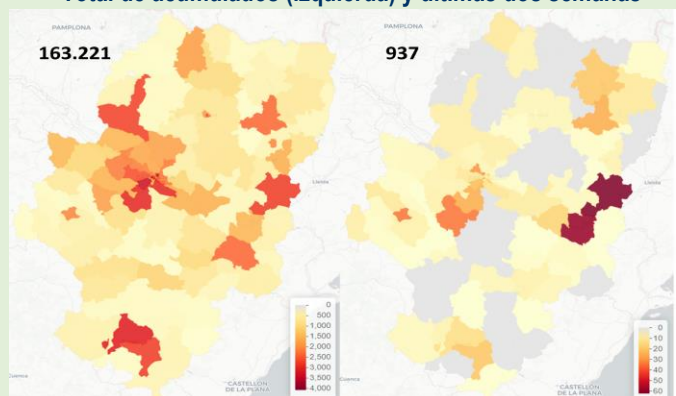 Total de acumulados (izquierda) y últimas dos semanas
PAMPLONA
163.221
Lleida
0
500
1,000
1,500
2,000
2,500
3,000
3,500
4,000
Cuenca
CASTELLÓN
DE LA PLANA
PAMPLONA
937
Lleida
0
10
20
30
40
50
60
Cuenca
CASTELLÓN
DE LA PLANA